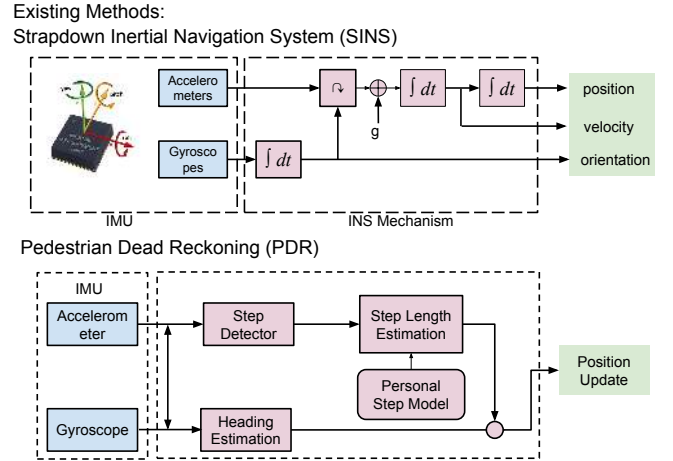 Existing Methods:
Strapdown Inertial Navigation System (SINS)
Accelero
meters
Gyrosco
pes
∫ dt
g
∫ dt
∫ dt
position
velocity
orientation
IMU
INS Mechanism
Pedestrian Dead Reckoning (PDR)
IMU
Accelerom
eter
Step
Detector
Step Length
Estimation
Personal
Step Model
Position
Update
Gyroscope
Heading
Estimation